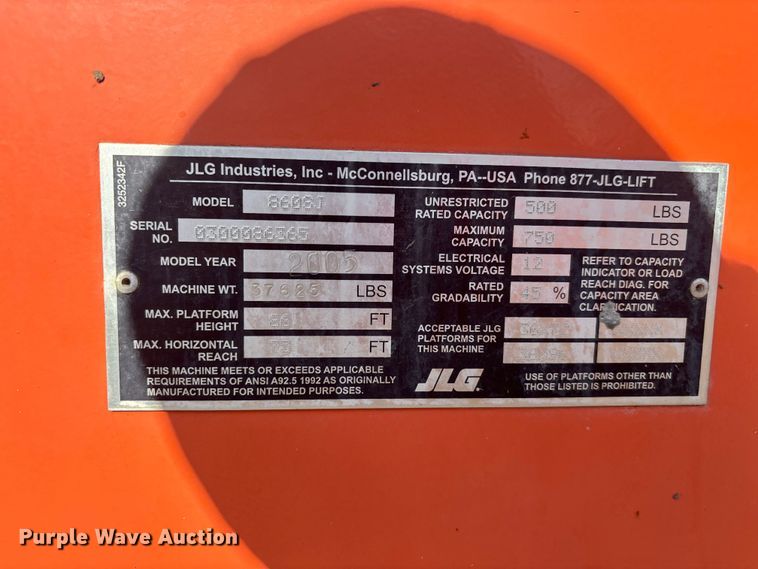 JLG Industries, Inc - McConnellsburg, PA--USA Phone 877-JLG-LIFT
3252342F
MODEL 860SJ
SERIAL NO. 0300086365
MODEL YEAR 2005
MACHINE WT. 37625 LBS
MAX. PLATFORM HEIGHT 86 FT
MAX. HORIZONTAL REACH 75 FT
THIS MACHINE MEETS OR EXCEEDS APPLICABLE
REQUIREMENTS OF ANSI A92.5 1992 AS ORIGINALLY
MANUFACTURED FOR INTENDED PURPOSES.
UNRESTRICTED RATED CAPACITY 500 LBS
MAXIMUM CAPACITY 750 LBS
ELECTRICAL SYSTEMS VOLTAGE 12
RATED GRADABILITY 45 %
REFER TO CAPACITY
INDICATOR OR LOAD
REACH DIAG. FOR
CAPACITY AREA
CLARIFICATION.
ACCEPTABLE JLG
PLATFORMS FOR
THIS MACHINE
JLG
USE OF PLATFORMS OTHER THAN
THOSE LISTED IS PROHIBITED.
Purple Wave Auction